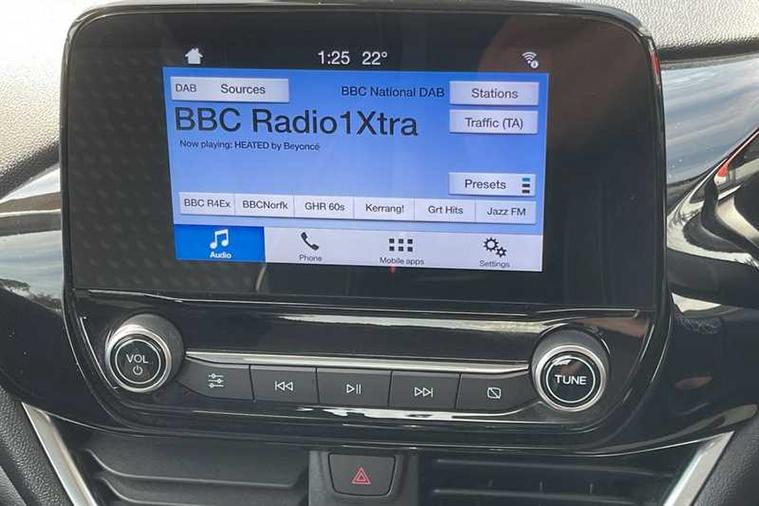 1:25 22°
DAB Sources
BBC National DAB
Stations
BBC Radio1Xtra
Traffic (TA)
Now playing: HEATED by Beyoncé
Presets
BBC R4Ex BBCNorfk GHR 60s Kerrang! Grt Hits Jazz FM
Audio Phone Mobile apps Settings
VOL
TUNE